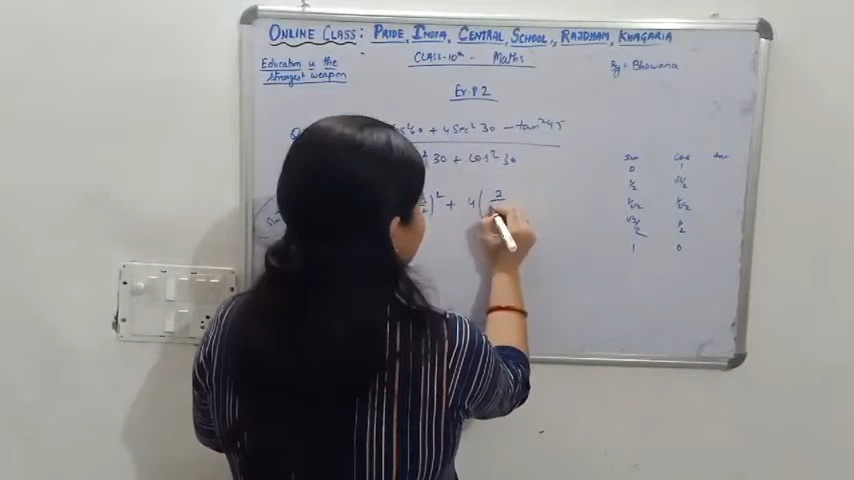 ONLINE CLASS: PRIDE INDIA, CENTRAL SCHOOL, RAJDHAM, KHAGARIA
Education is the strongest weapon
CLASS-10th - Maths
By = Bhawana
Ex. 8.2
+ 4 Sec² 30 - tan² 45
30 + cos² 30
)² + 4 ( 2
Sin Cos tan
0 1
1/2 √3/2
1/√2 1/√2
√3/2 1/2
1 0